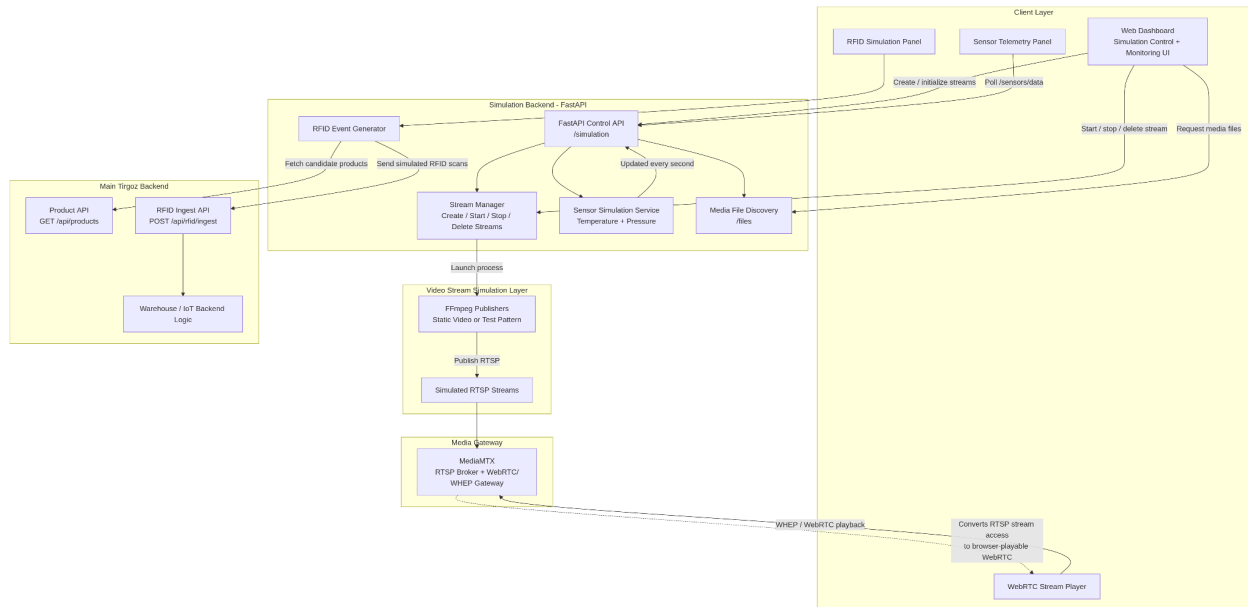 Client Layer
RFID Simulation Panel
Sensor Telemetry Panel
Web Dashboard
Simulation Control +
Monitoring UI
Create / initialize streams
Poll /sensors/data
Start / stop / delete stream
Request media files
Simulation Backend - FastAPI
RFID Event Generator
FastAPI Control API
/simulation
Fetch candidate products
Send simulated RFID scans
Updated every second
Main Tirgoz Backend
Product API
GET /api/products
RFID Ingest API
POST /api/rfid/ingest
Stream Manager
Create / Start / Stop /
Delete Streams
Sensor Simulation Service
Temperature + Pressure
Media File Discovery
/files
Launch process
Warehouse / IoT Backend
Logic
Video Stream Simulation Layer
FFmpeg Publishers
Static Video or Test Pattern
Publish RTSP
Simulated RTSP Streams
Media Gateway
MediaMTX
RTSP Broker + WebRTC/
WHEP Gateway
WHEP / WebRTC playback
Converts RTSP stream
access
to browser-playable
WebRTC
WebRTC Stream Player